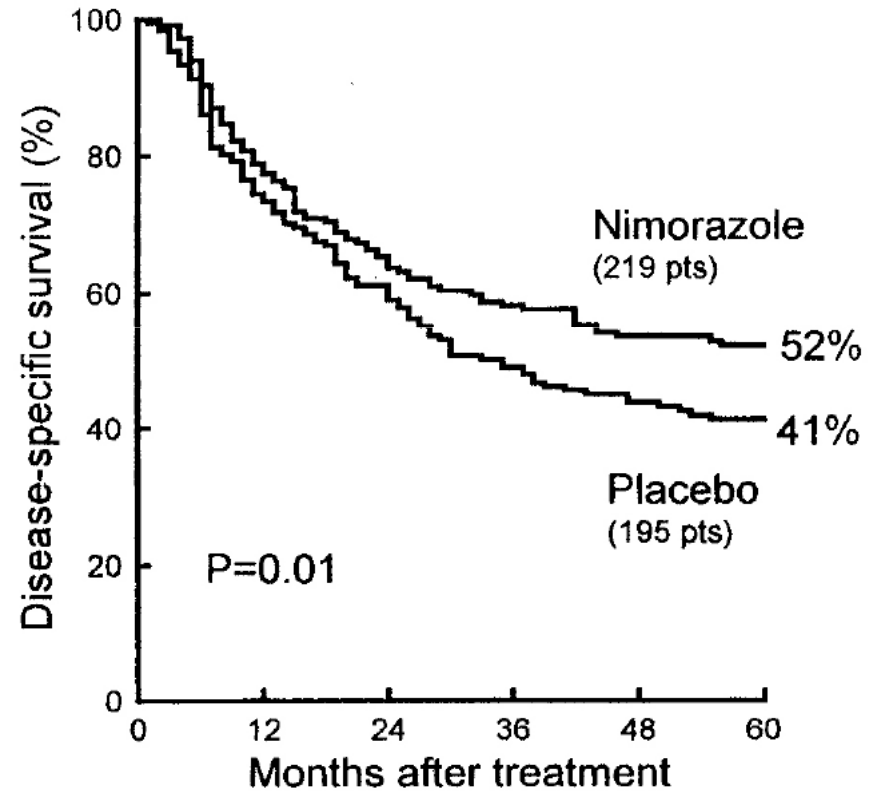 100
80
60
40
20
0
Disease-specific survival (%)
Nimorazole
(219 pts)
52%
41%
Placebo
(195 pts)
P=0.01
0 12 24 36 48 60
Months after treatment